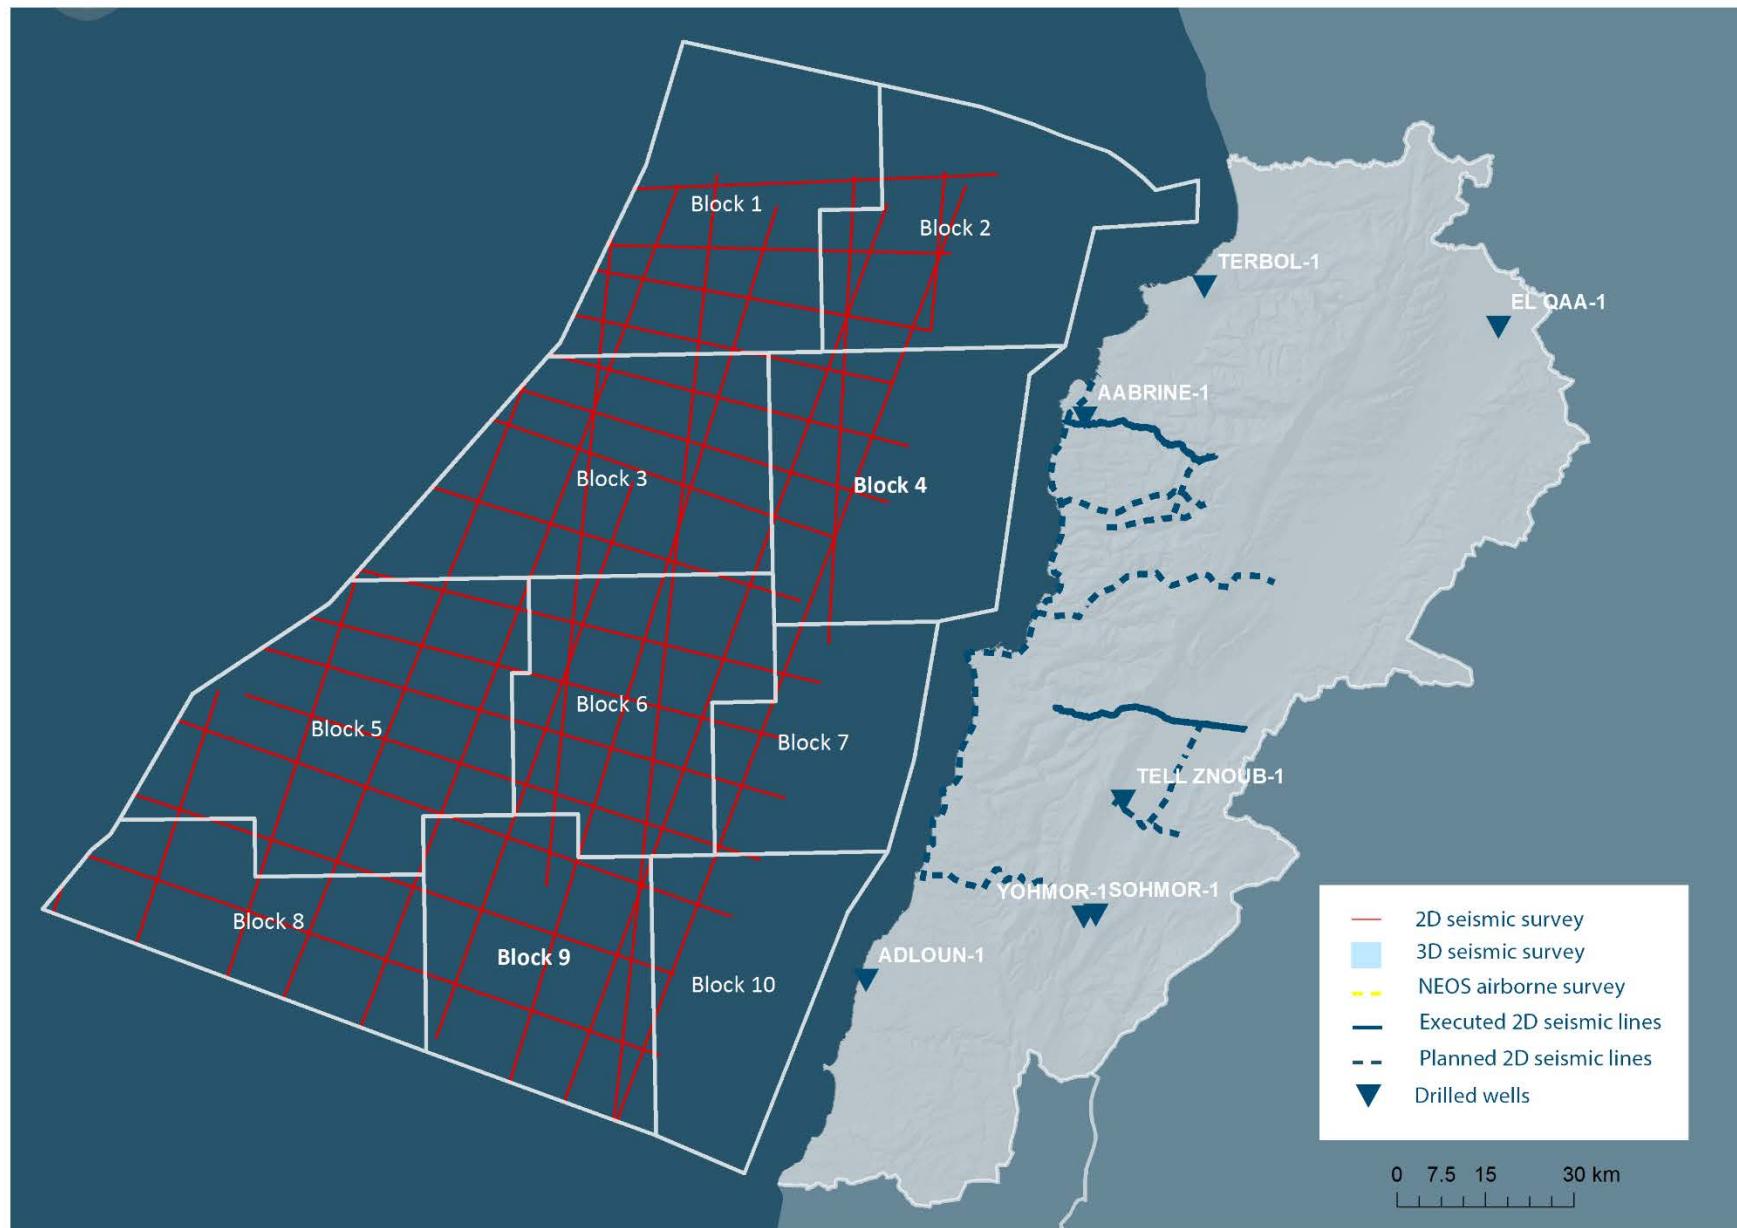 Block 1
Block 2
TERBOL-1
EL QAA-1
AABRINE-1
Block 3
Block 4
Block 6
Block 5
Block 7
TELL ZNOUB-1
YOHMOR-1
SOHMOR-1
Block 8
Block 9
ADLOUN-1
Block 10
2D seismic survey
3D seismic survey
NEOS airborne survey
Executed 2D seismic lines
Planned 2D seismic lines
Drilled wells
0 7.5 15 30 km